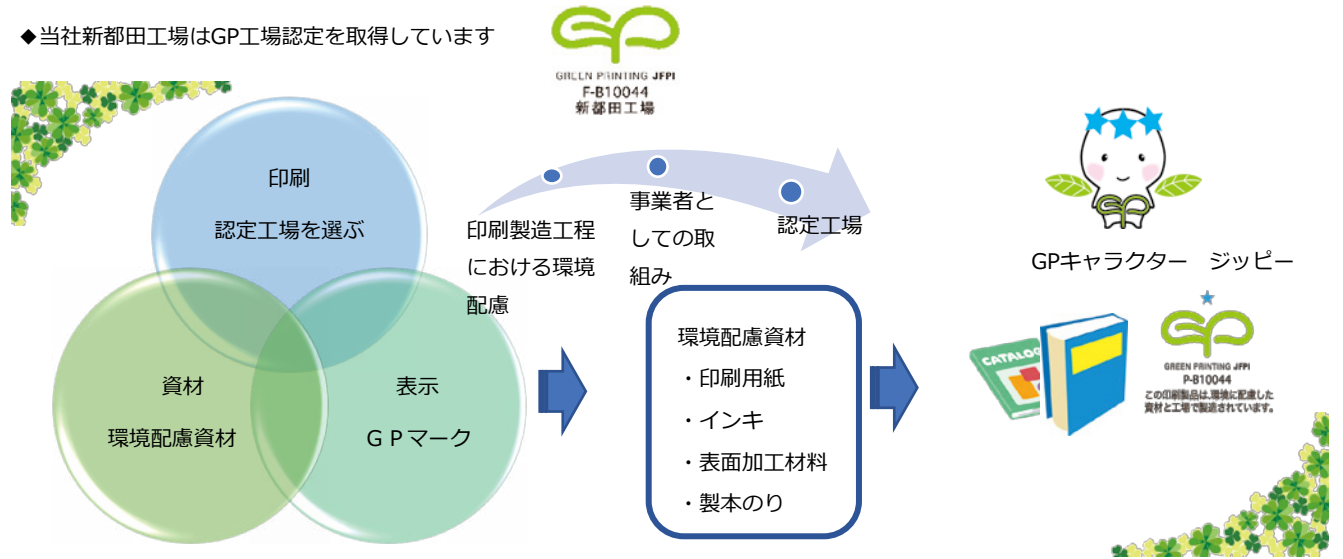 ◆当社新都田工場はGP工場認定を取得しています
GREEN PRINTING JFPI
F-B10044
新都田工場
印刷
認定工場を選ぶ
資材
環境配慮資材
表示
ＧＰマーク
印刷製造工程
における環境
配慮
事業者と
しての取
組み
認定工場
環境配慮資材
・印刷用紙
・インキ
・表面加工材料
・製本のり
GPキャラクター　ジッピー
CATALOG
GREEN PRINTING JFPI
P-B10044
この印刷製品は、環境に配慮した
資材と工場で製造されています。